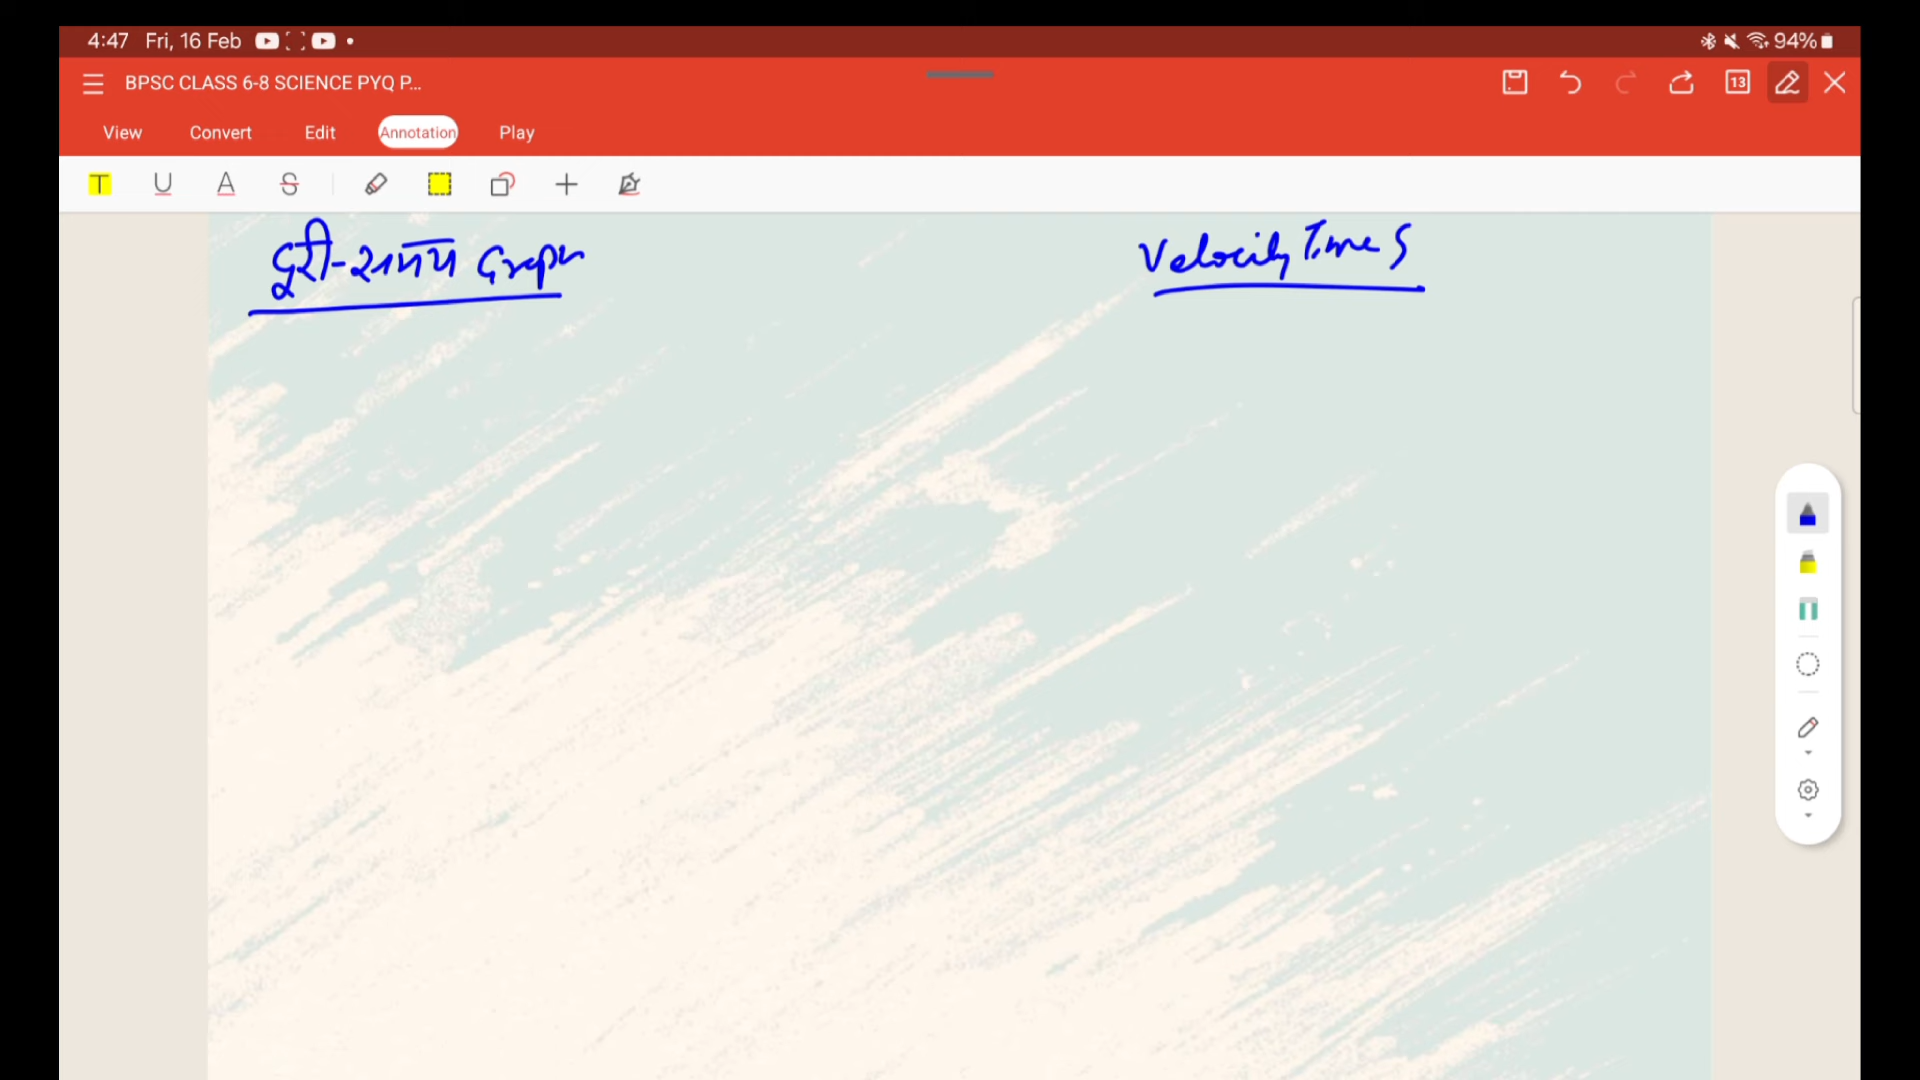 4:47 Fri, 16 Feb 94%
BPSC CLASS 6-8 SCIENCE PYQ P... 13
View Convert Edit Annotation Play
T U A S
दुरी-समय Graph
Velocity Time